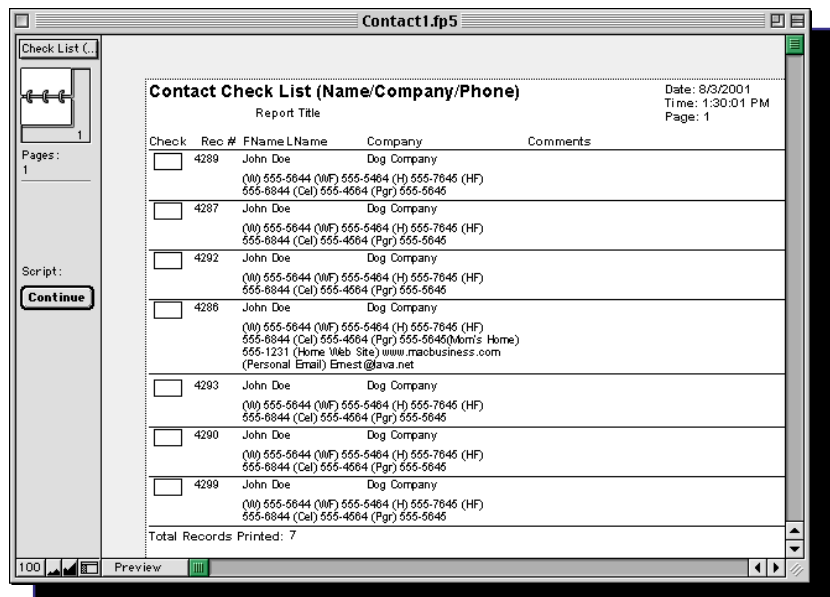 Contact1.fp5
Check List (..
1
Pages:
1
Script:
Continue
Contact Check List (Name/Company/Phone)
Report Title
Date: 8/3/2001
Time: 1:30:01 PM
Page: 1
Check Rec # FName LName Company Comments
4289 John Doe Dog Company
(W) 555-5644 (WF) 555-5464 (H) 555-7645 (HF)
555-6844 (Cel) 555-4564 (Pgr) 555-5645
4287 John Doe Dog Company
(W) 555-5644 (WF) 555-5464 (H) 555-7645 (HF)
555-6844 (Cel) 555-4564 (Pgr) 555-5645
4292 John Doe Dog Company
(W) 555-5644 (WF) 555-5464 (H) 555-7645 (HF)
555-6844 (Cel) 555-4564 (Pgr) 555-5645
4286 John Doe Dog Company
(W) 555-5644 (WF) 555-5464 (H) 555-7645 (HF)
555-6844 (Cel) 555-4564 (Pgr) 555-5645(Mom's Home)
555-1231 (Home Web Site) www.macbusiness.com
(Personal Email) Ernest@lava.net
4293 John Doe Dog Company
(W) 555-5644 (WF) 555-5464 (H) 555-7645 (HF)
555-6844 (Cel) 555-4564 (Pgr) 555-5645
4290 John Doe Dog Company
(W) 555-5644 (WF) 555-5464 (H) 555-7645 (HF)
555-6844 (Cel) 555-4564 (Pgr) 555-5645
4299 John Doe Dog Company
(W) 555-5644 (WF) 555-5464 (H) 555-7645 (HF)
555-6844 (Cel) 555-4564 (Pgr) 555-5645
Total Records Printed: 7
100 Preview